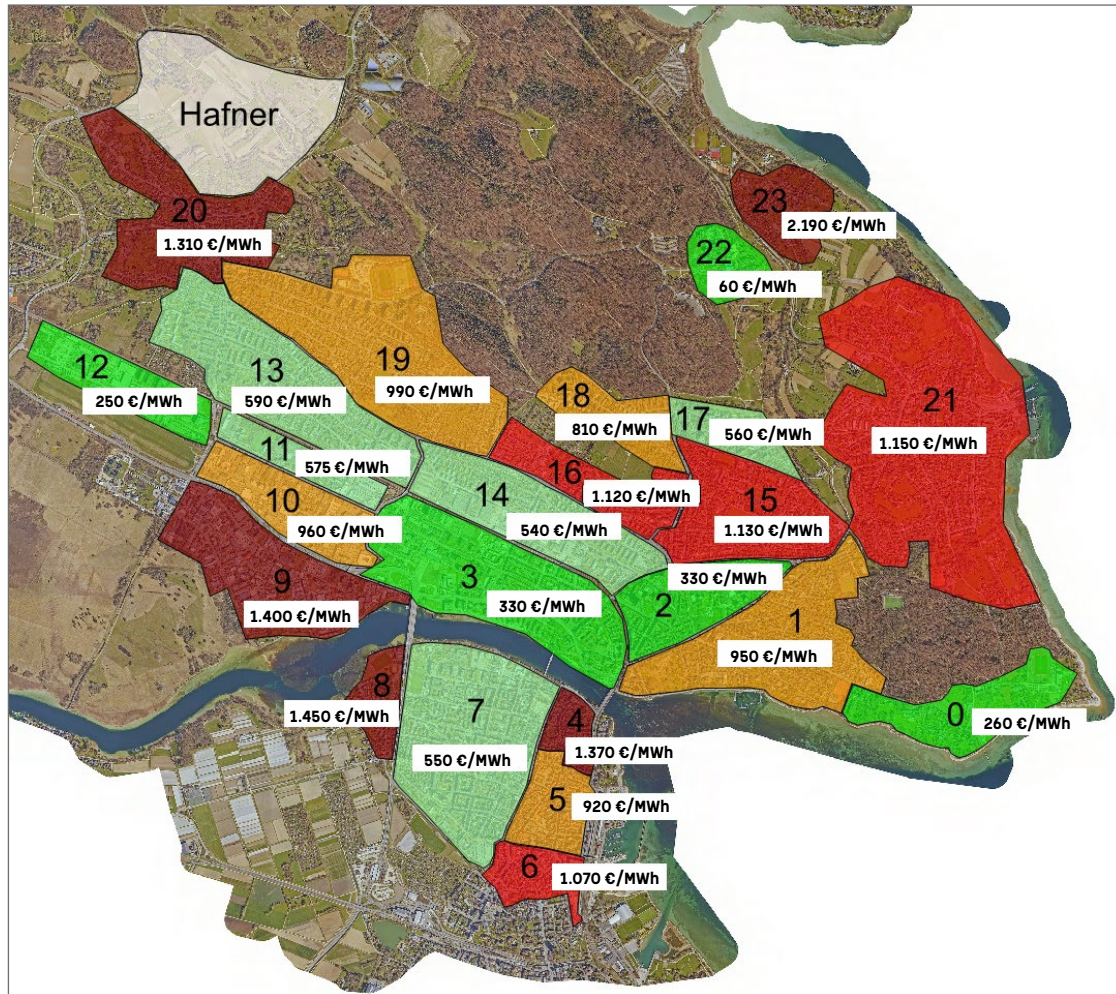 Hafner
20
1.310 €/MWh
23
2.190 €/MWh
22
60 €/MWh
12
250 €/MWh
13
590 €/MWh
19
990 €/MWh
18
810 €/MWh
17
560 €/MWh
21
1.150 €/MWh
11
575 €/MWh
10
960 €/MWh
14
540 €/MWh
16
1.120 €/MWh
15
1.130 €/MWh
9
1.400 €/MWh
3
330 €/MWh
2
330 €/MWh
1
950 €/MWh
0
260 €/MWh
8
1.450 €/MWh
7
550 €/MWh
4
1.370 €/MWh
5
920 €/MWh
6
1.070 €/MWh